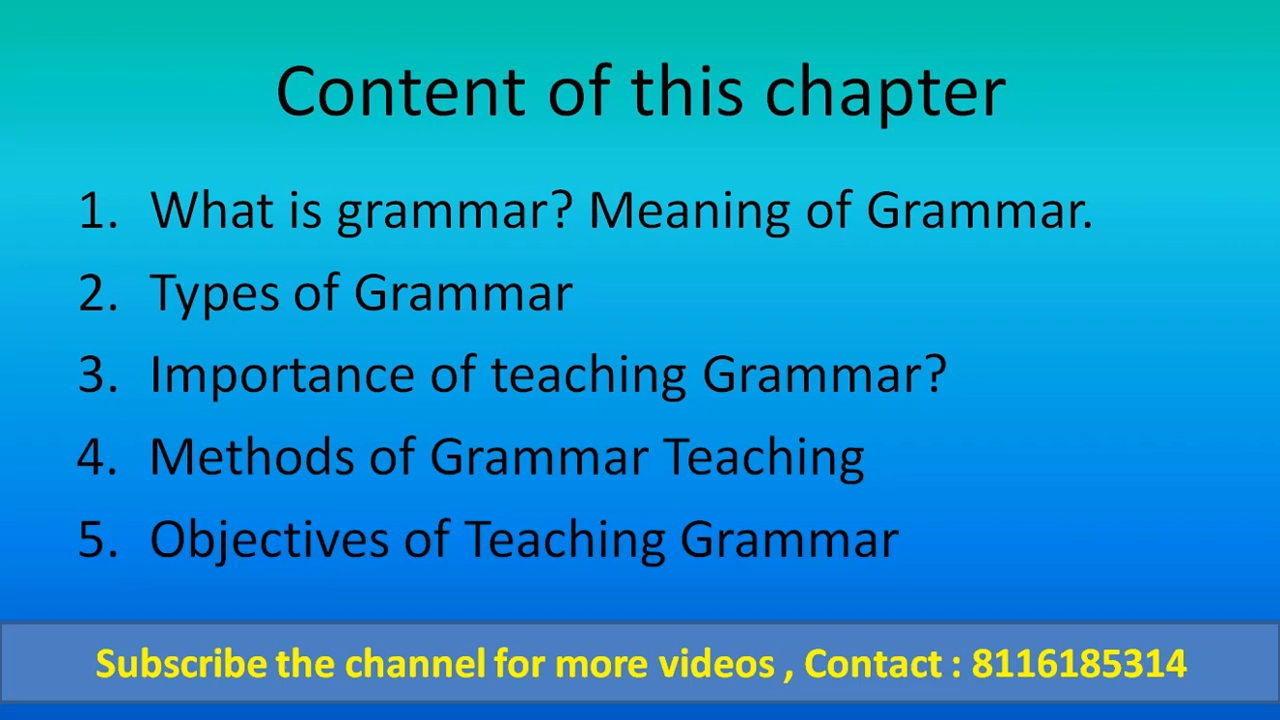 Content of this chapter
1. What is grammar? Meaning of Grammar.
2. Types of Grammar
3. Importance of teaching Grammar?
4. Methods of Grammar Teaching
5. Objectives of Teaching Grammar
Subscribe the channel for more videos , Contact : 8116185314